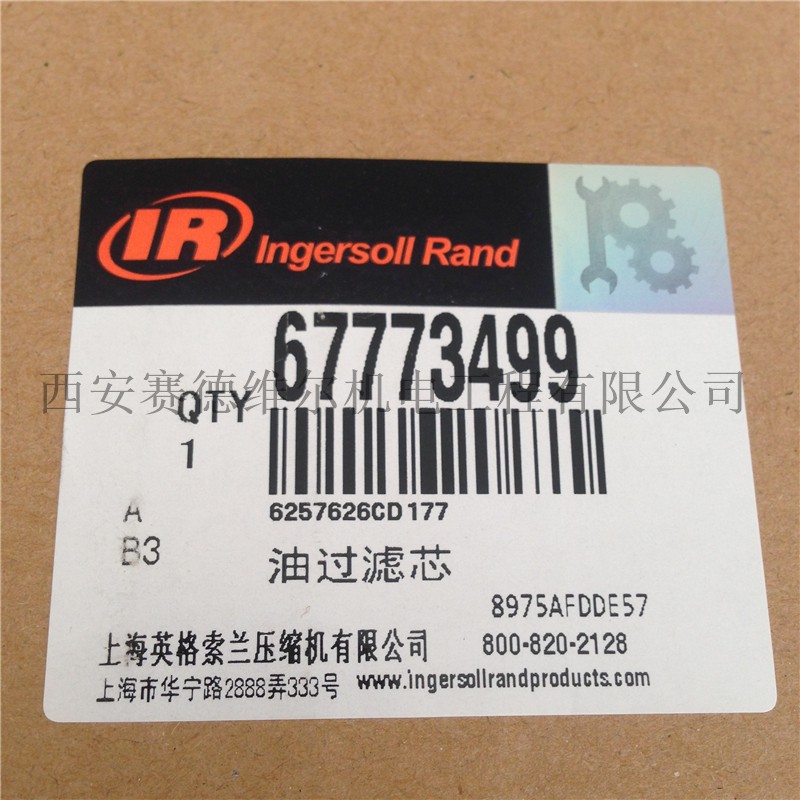 IR Ingersoll Rand
67773499
西安赛德维尔机电工程有限公司
QTY
1
A
6257626CD177
B3
油过滤芯
8975AFDDE57
上海英格索兰压缩机有限公司 800-820-2128
上海市华宁路2888弄333号 www.ingersollrandproducts.com